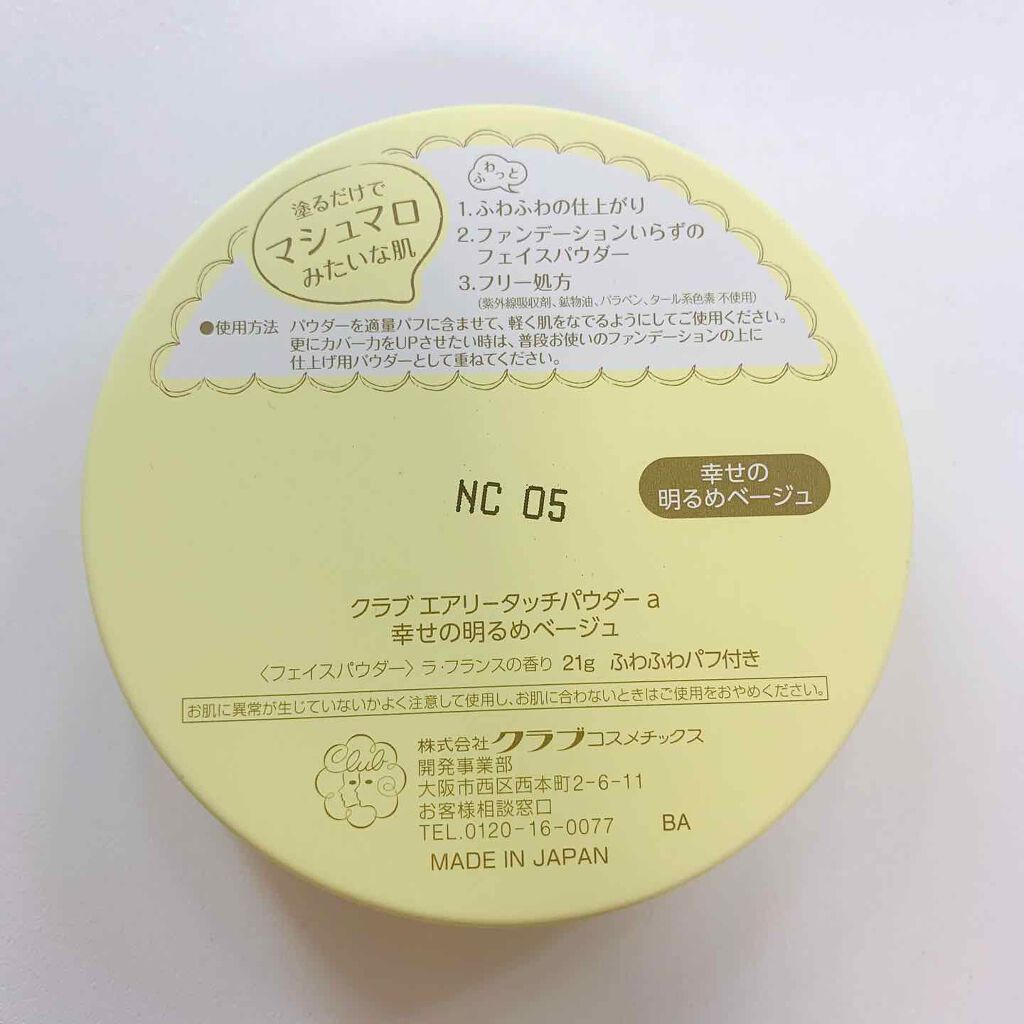 塗るだけで
マシュマロ
みたいな肌
ふわっと
1.ふわふわの仕上がり
2.ファンデーションいらずの
フェイスパウダー
3.フリー処方
(紫外線吸収剤、鉱物油、パラベン、タール系色素 不使用)
●使用方法 パウダーを適量パフに含ませて、軽く肌をなでるようにしてご使用ください。
更にカバー力をUPさせたい時は、普段お使いのファンデーションの上に
仕上げ用パウダーとして重ねてください。
NC 05
幸せの
明るめベージュ
クラブ エアリータッチパウダー a
幸せの明るめベージュ
〈フェイスパウダー〉 ラ・フランスの香り 21g ふわふわパフ付き
お肌に異常が生じていないかよく注意して使用し、お肌に合わないときはご使用をおやめください。
Club
株式会社 クラブコスメチックス
開発事業部
大阪市西区西本町2-6-11
お客様相談窓口
TEL.0120-16-0077 BA
MADE IN JAPAN